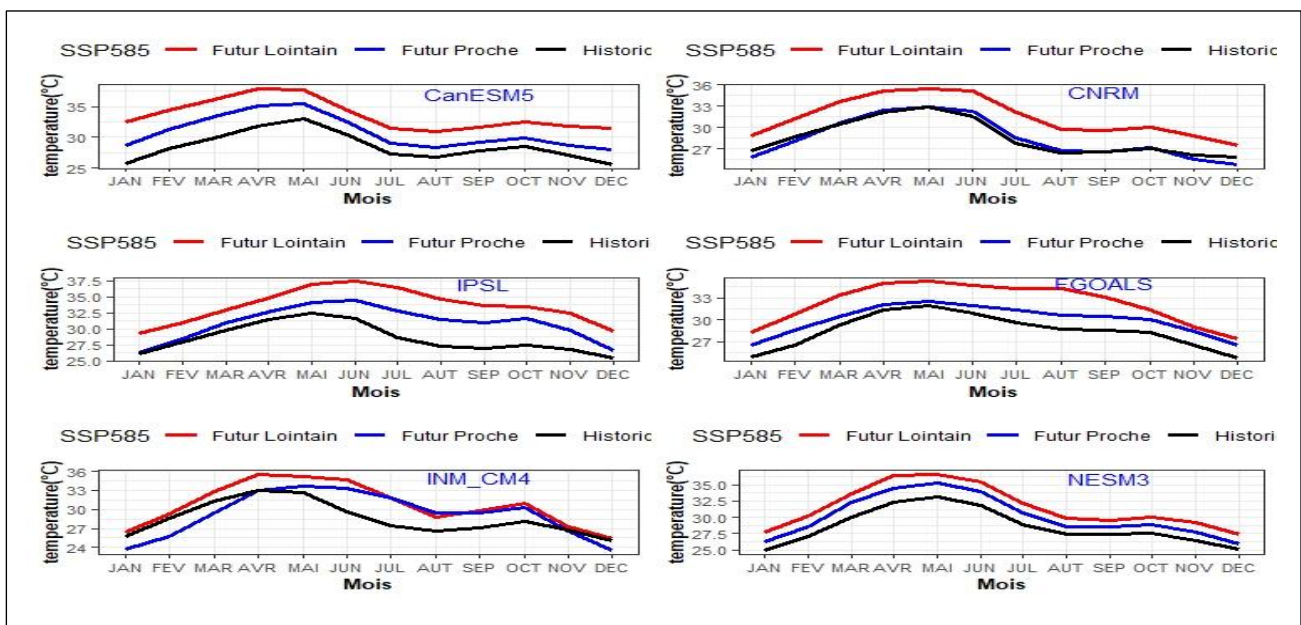 SSP585 Futur Lointain Futur Proche Historic
temperature(°C)
35
30
25
CanESM5
JAN FEV MAR AVR MAI JUN JUL AUT SEP OCT NOV DEC
Mois
SSP585 Futur Lointain Futur Proche Historic
temperature(°C)
36
33
30
27
CNRM
JAN FEV MAR AVR MAI JUN JUL AUT SEP OCT NOV DEC
Mois
SSP585 Futur Lointain Futur Proche Histori
temperature(°C)
37.5
35.0
32.5
30.0
27.5
25.0
IPSL
JAN FEV MAR AVR MAI JUN JUL AUT SEP OCT NOV DEC
Mois
SSP585 Futur Lointain Futur Proche Histori
temperature(°C)
33
30
27
FGOALS
JAN FEV MAR AVR MAI JUN JUL AUT SEP OCT NOV DEC
Mois
SSP585 Futur Lointain Futur Proche Historic
temperature(°C)
36
33
30
27
24
INM_CM4
JAN FEV MAR AVR MAI JUN JUL AUT SEP OCT NOV DEC
Mois
SSP585 Futur Lointain Futur Proche Historic
temperature(°C)
35.0
32.5
30.0
27.5
25.0
NESM3
JAN FEV MAR AVR MAI JUN JUL AUT SEP OCT NOV DEC
Mois